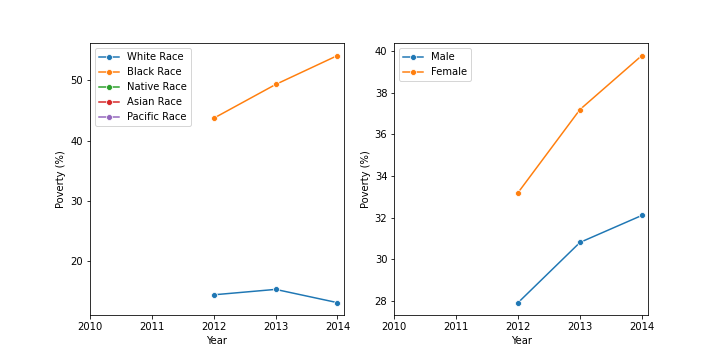 White Race
Black Race
Native Race
Asian Race
Pacific Race
50
40
30
20
Poverty (%)
2010 2011 2012 2013 2014
Year
Male
Female
40
38
36
34
32
30
28
Poverty (%)
2010 2011 2012 2013 2014
Year